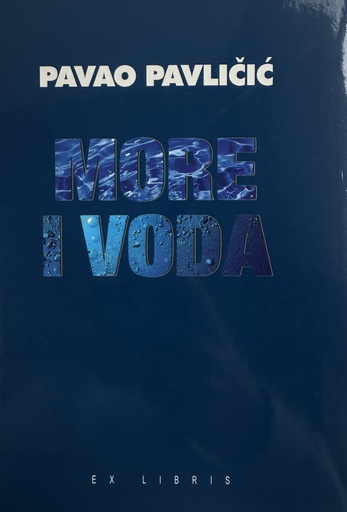 PAVAO PAVLIČIĆ
MORE
I VODA
EX LIBRIS